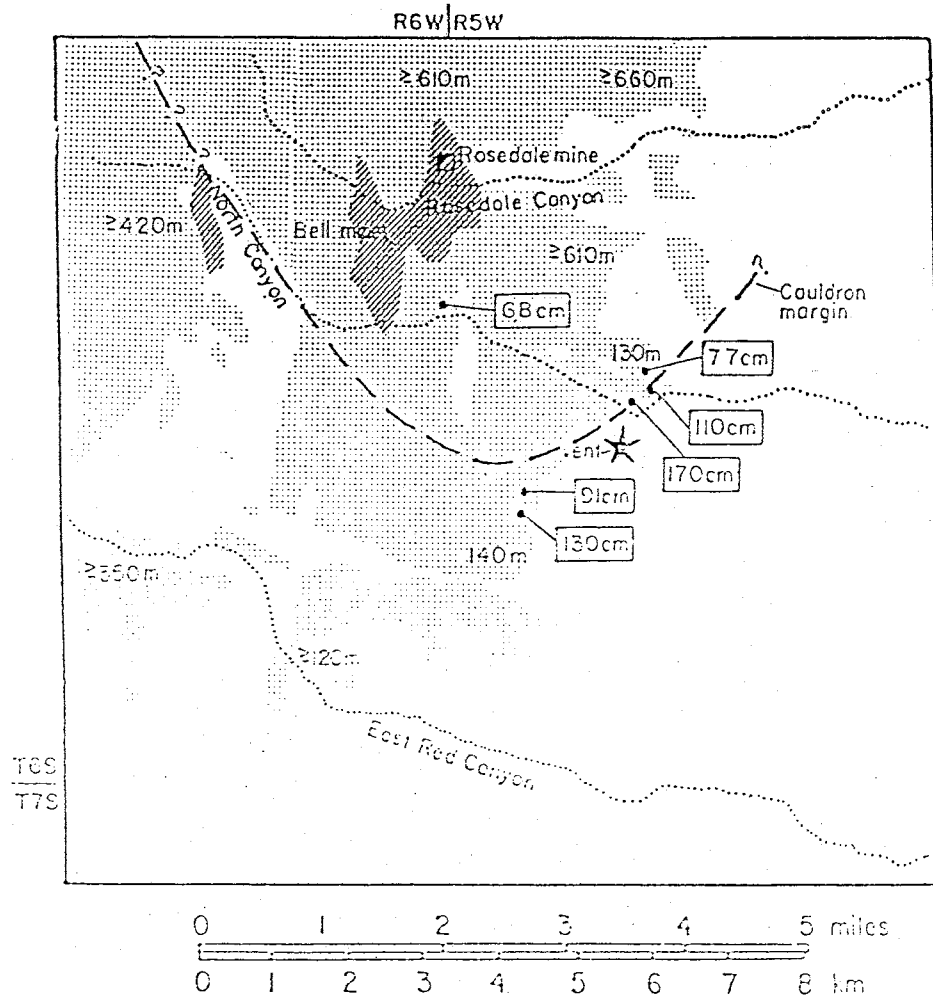 R6W R5W
≥610m
≥660m
Rosedale mine
Rosedale Canyon
North Canyon
≥420m
≥610m
Cauldron
margin
68cm
130m
77cm
110cm
170cm
91cm
130cm
140m
≥350m
≥120m
East Red Canyon
T6S
T7S
0 1 2 3 4 5 miles
0 1 2 3 4 5 6 7 8 km